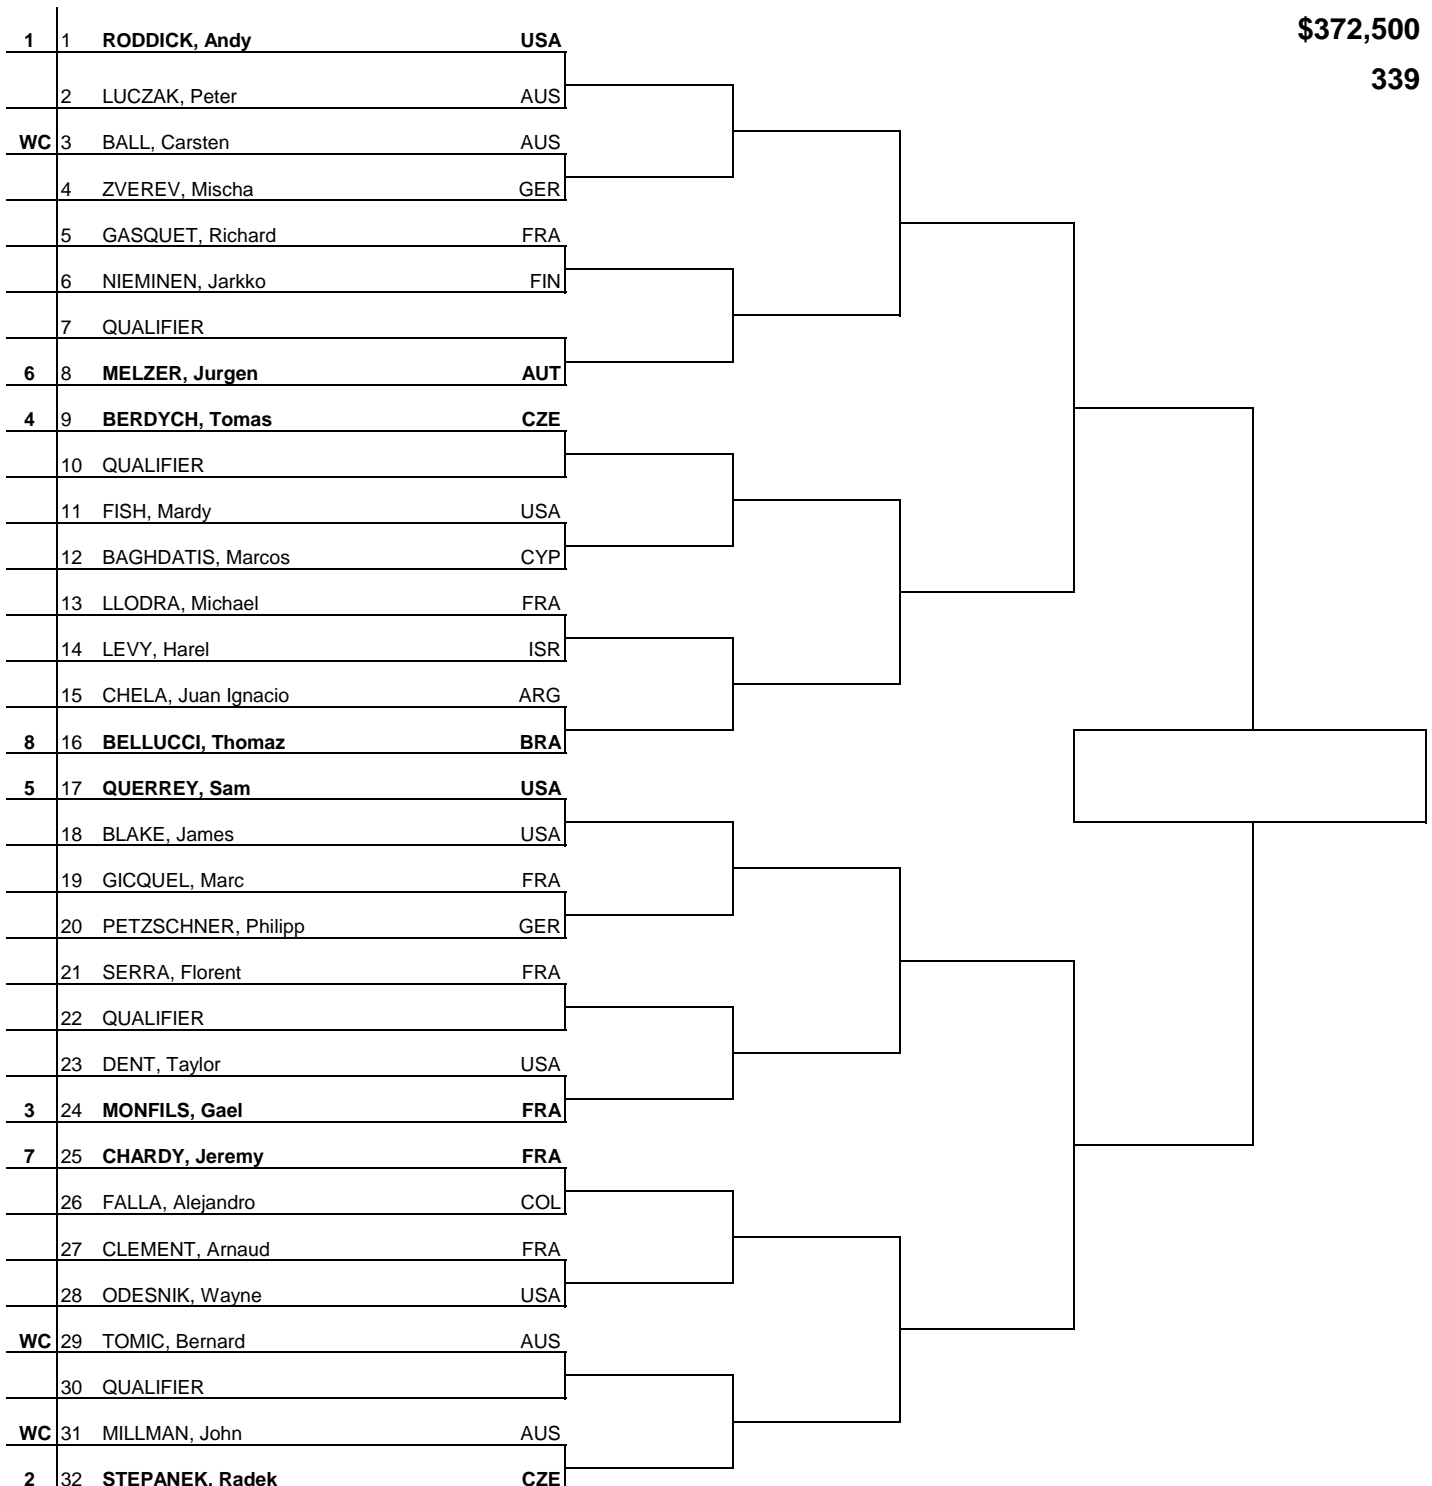 $372,500
339
1 1 RODDICK, Andy USA
2 LUCZAK, Peter AUS
WC 3 BALL, Carsten AUS
4 ZVEREV, Mischa GER
5 GASQUET, Richard FRA
6 NIEMINEN, Jarkko FIN
7 QUALIFIER
6 8 MELZER, Jurgen AUT
4 9 BERDYCH, Tomas CZE
10 QUALIFIER
11 FISH, Mardy USA
12 BAGHDATIS, Marcos CYP
13 LLODRA, Michael FRA
14 LEVY, Harel ISR
15 CHELA, Juan Ignacio ARG
8 16 BELLUCCI, Thomaz BRA
5 17 QUERREY, Sam USA
18 BLAKE, James USA
19 GICQUEL, Marc FRA
20 PETZSCHNER, Philipp GER
21 SERRA, Florent FRA
22 QUALIFIER
23 DENT, Taylor USA
3 24 MONFILS, Gael FRA
7 25 CHARDY, Jeremy FRA
26 FALLA, Alejandro COL
27 CLEMENT, Arnaud FRA
28 ODESNIK, Wayne USA
WC 29 TOMIC, Bernard AUS
30 QUALIFIER
WC 31 MILLMAN, John AUS
2 32 STEPANEK, Radek CZE